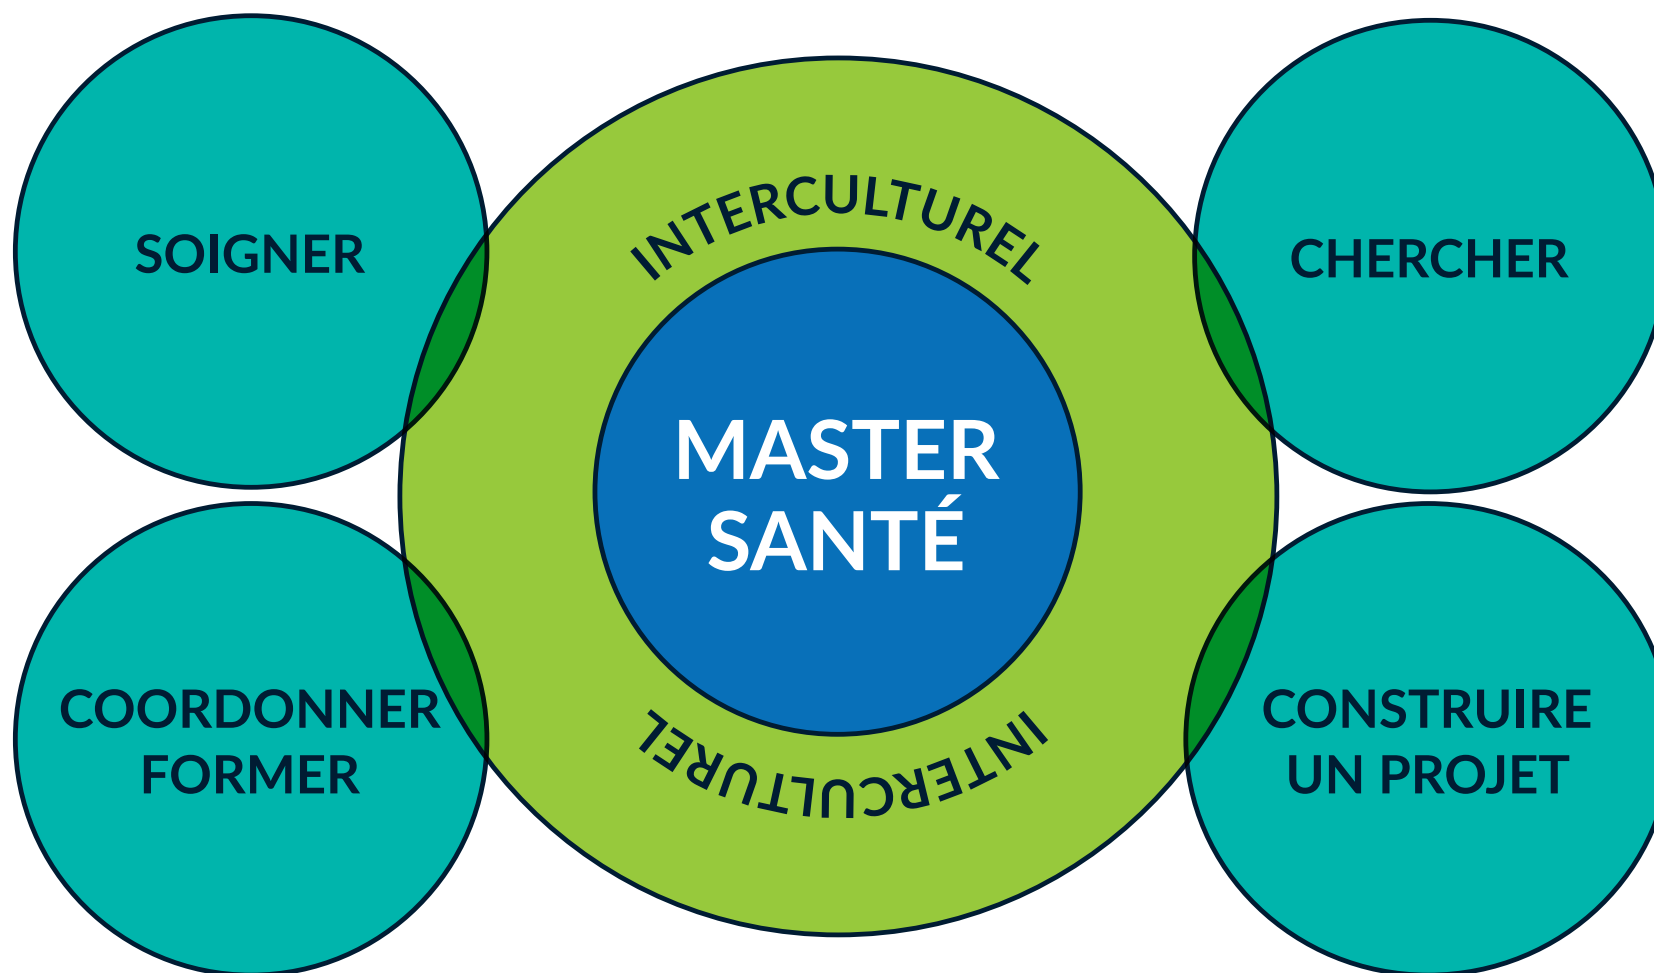 SOIGNER
INTERCULTUREL
CHERCHER
MASTER
SANTÉ
COORDONNER
FORMER
INTERCULTUREL
CONSTRUIRE
UN PROJET